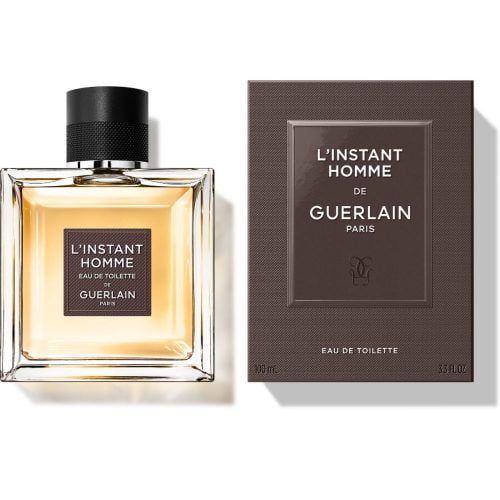 L'INSTANT
HOMME
EAU DE TOILETTE
DE
GUERLAIN
PARIS
L'INSTANT
HOMME
DE
GUERLAIN
PARIS
EAU DE TOILETTE
100 mL
3.3 FL.OZ